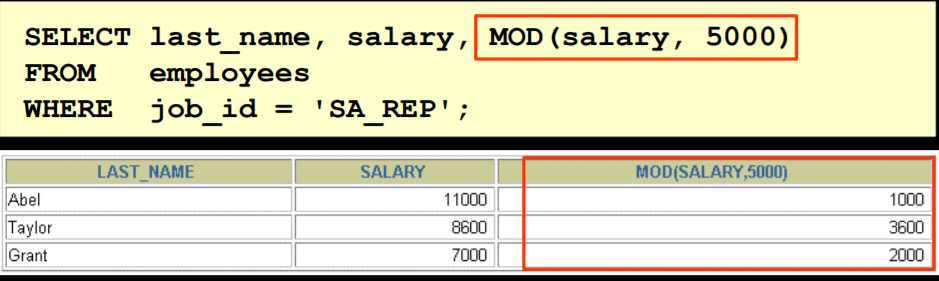 SELECT last_name, salary, MOD(salary, 5000)
FROM employees
WHERE job_id = 'SA_REP';
LAST_NAME SALARY MOD(SALARY,5000)
Abel 11000 1000
Taylor 8600 3600
Grant 7000 2000